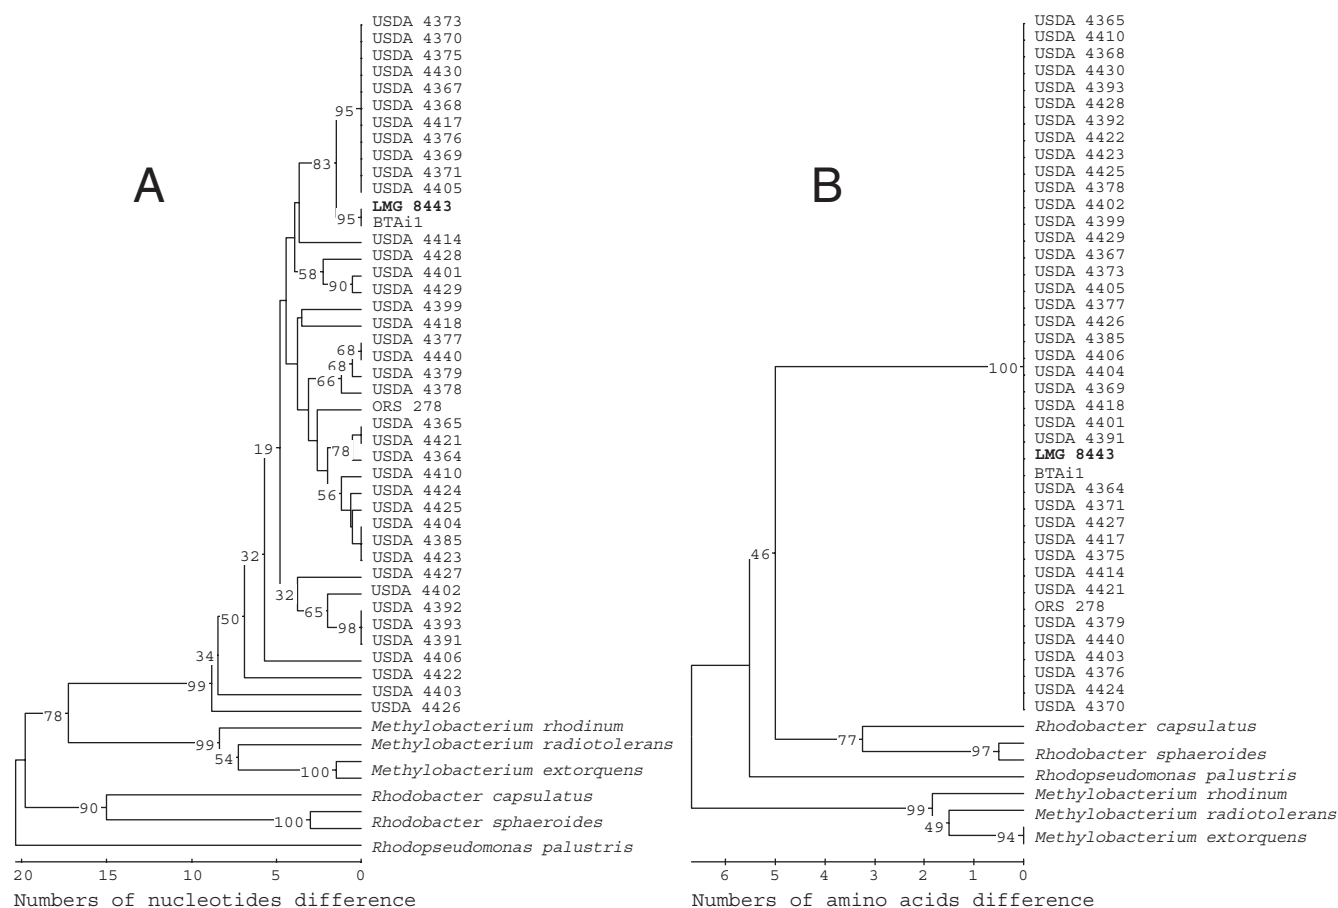 A
USDA 4373
USDA 4370
USDA 4375
USDA 4430
USDA 4367
USDA 4368
95
USDA 4417
USDA 4376
USDA 4369
83
USDA 4371
USDA 4405
LMG 8443
95
BTAi1
USDA 4414
USDA 4428
58
USDA 4401
90
USDA 4429
USDA 4399
USDA 4418
USDA 4377
68
USDA 4440
68
USDA 4379
66
USDA 4378
ORS 278
USDA 4365
USDA 4421
19
78
USDA 4364
USDA 4410
56
USDA 4424
USDA 4425
USDA 4404
USDA 4385
32
USDA 4423
USDA 4427
32
USDA 4402
65
USDA 4392
50
USDA 4393
98
USDA 4391
34
USDA 4406
USDA 4422
99
USDA 4403
78
USDA 4426
Methylobacterium rhodinum
99
Methylobacterium radiotolerans
54
100
Methylobacterium extorquens
Rhodobacter capsulatus
90
100
Rhodobacter sphaeroides
Rhodopseudomonas palustris
20 15 10 5 0
Numbers of nucleotides difference
B
USDA 4365
USDA 4410
USDA 4368
USDA 4430
USDA 4393
USDA 4428
USDA 4392
USDA 4422
USDA 4423
USDA 4425
USDA 4378
USDA 4402
USDA 4399
USDA 4429
USDA 4367
USDA 4373
USDA 4405
USDA 4377
USDA 4426
USDA 4385
USDA 4406
100
USDA 4404
USDA 4369
USDA 4418
USDA 4401
USDA 4391
LMG 8443
BTAi1
USDA 4364
USDA 4371
USDA 4427
USDA 4417
46
USDA 4375
USDA 4414
USDA 4421
ORS 278
USDA 4379
USDA 4440
USDA 4403
USDA 4376
USDA 4424
USDA 4370
Rhodobacter capsulatus
77
97
Rhodobacter sphaeroides
Rhodopseudomonas palustris
Methylobacterium rhodinum
99
Methylobacterium radiotolerans
49
94
Methylobacterium extorquens
6 5 4 3 2 1 0
Numbers of amino acids difference